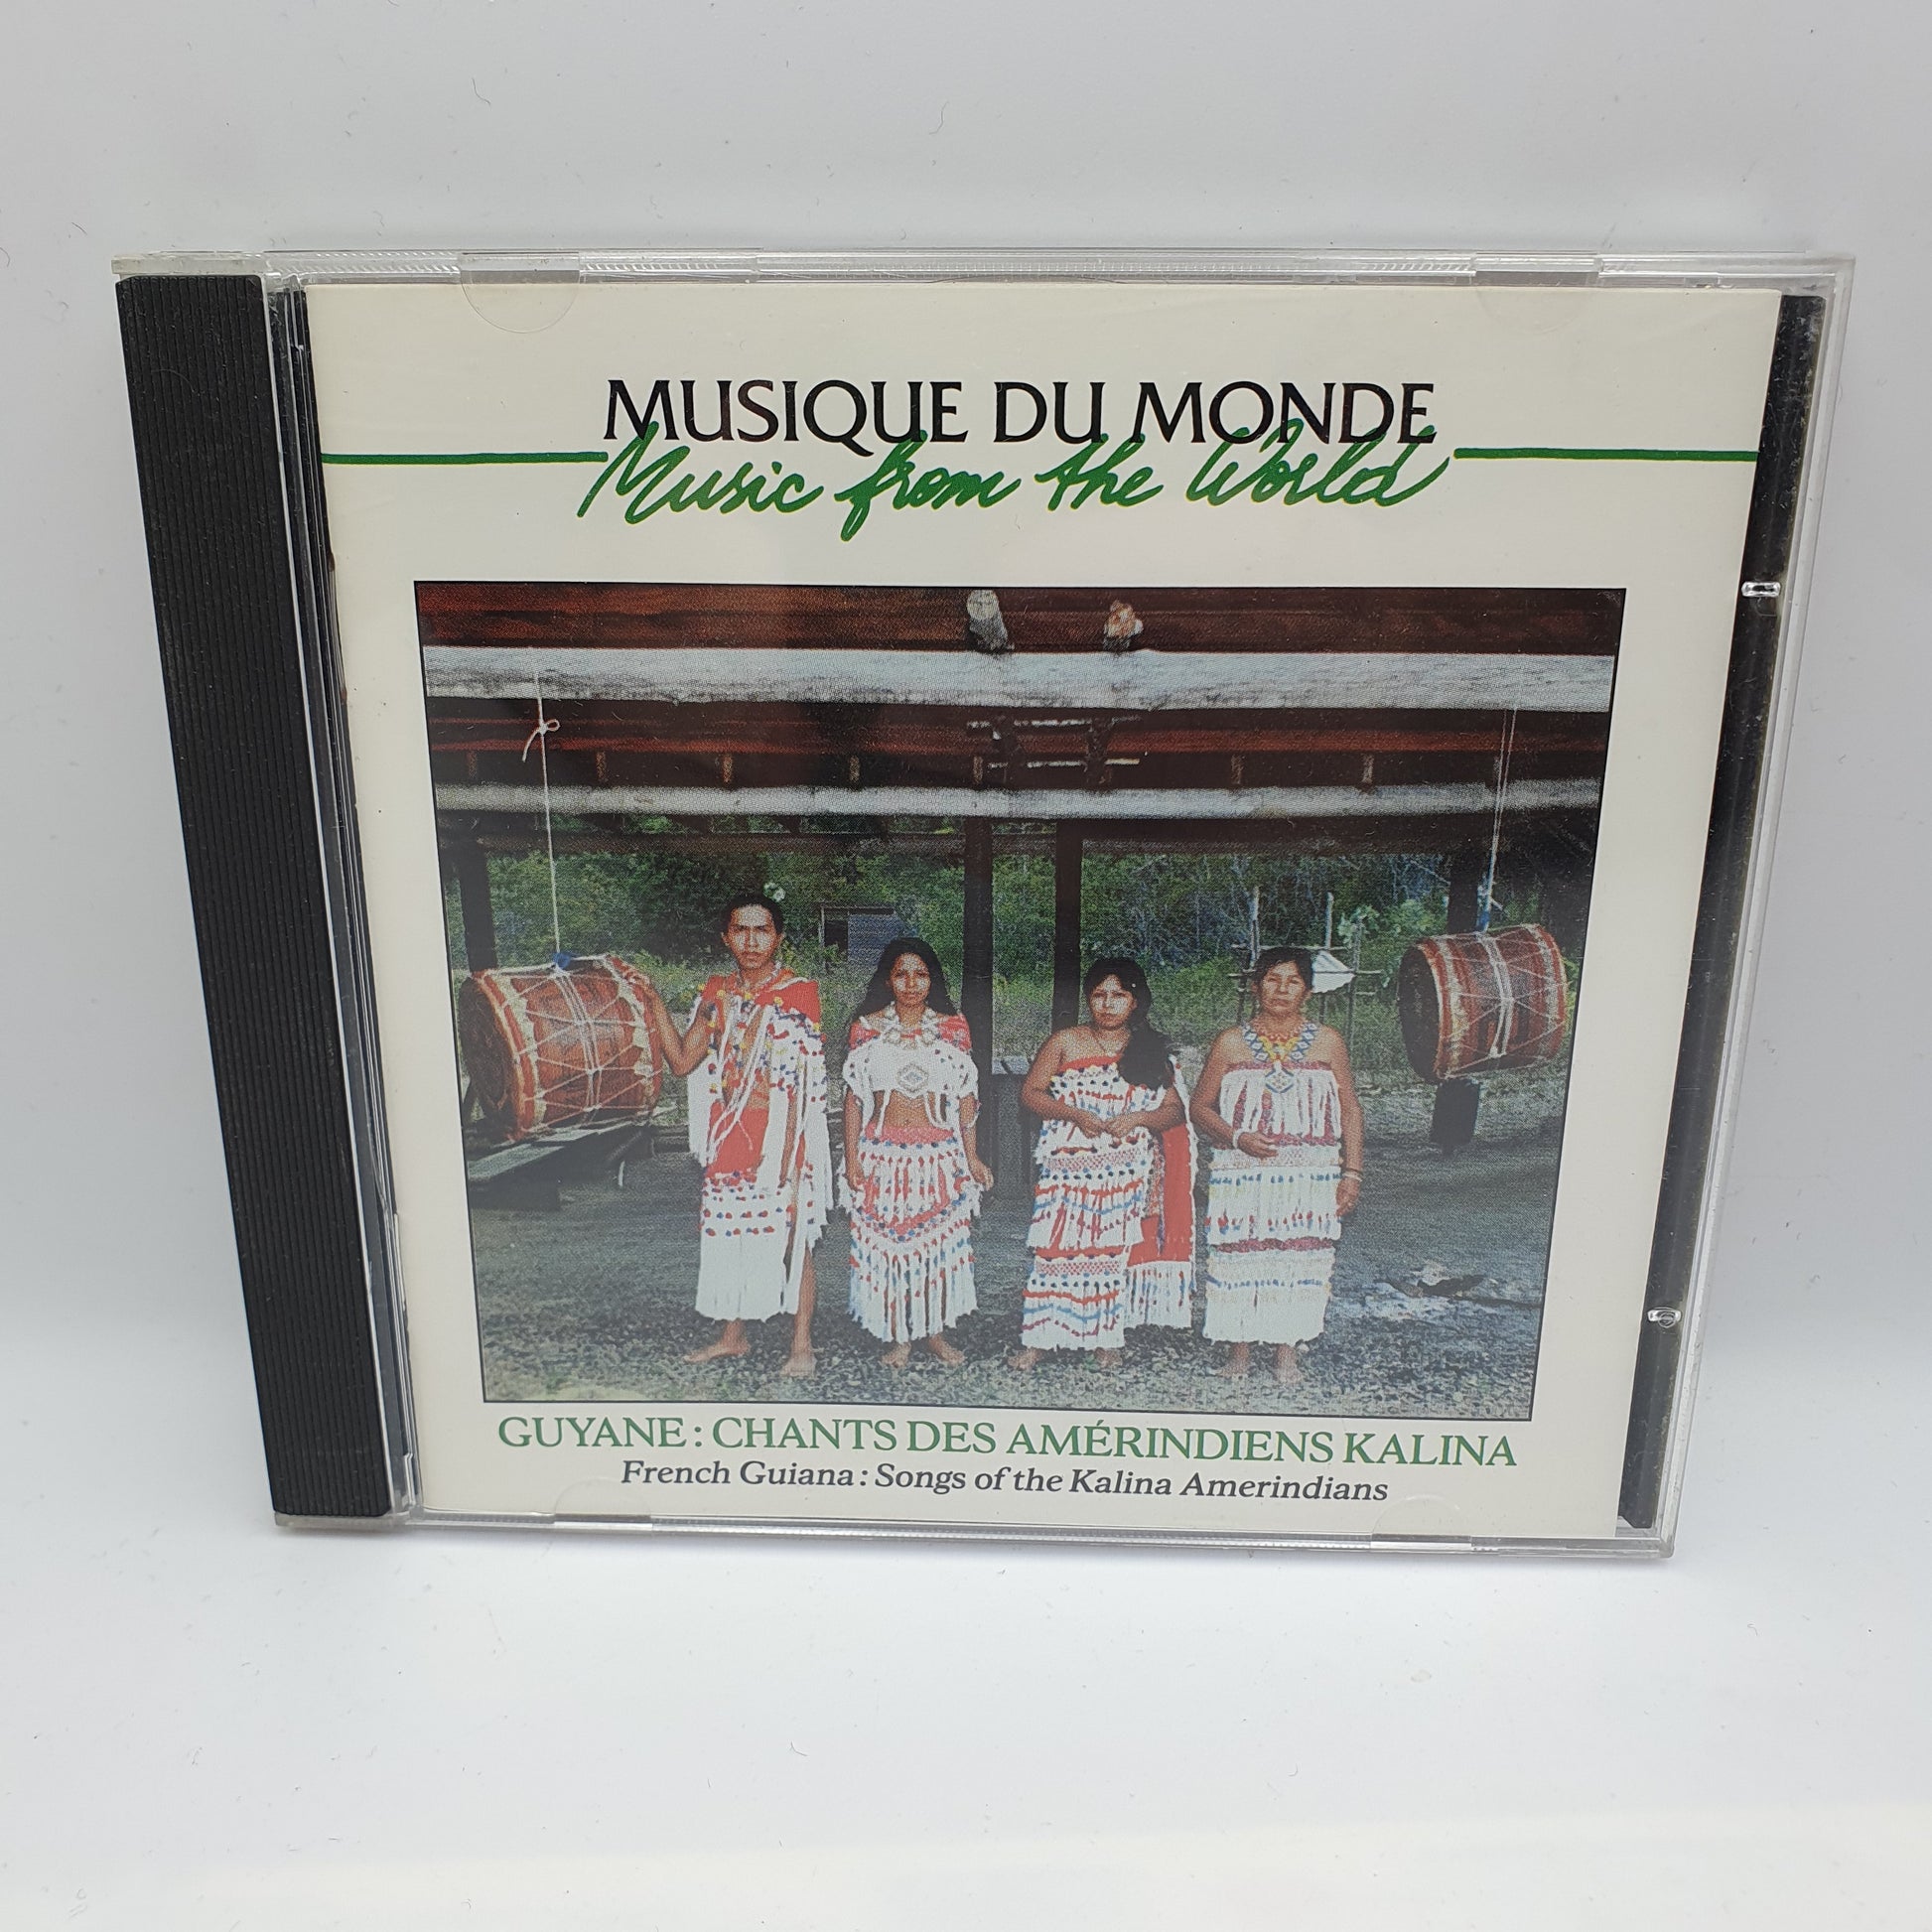 MUSIQUE DU MONDE
Music from the World
GUYANE : CHANTS DES AMÉRINDIENS KALINA
French Guiana : Songs of the Kalina Amerindians